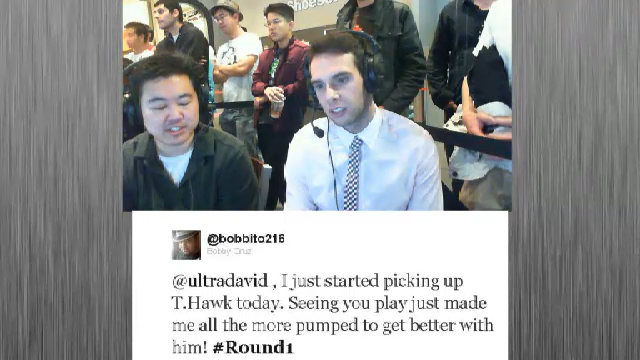 Shoes
@bobbito216
Bobby Cruz
@ultradavid , I just started picking up
T.Hawk today. Seeing you play just made
me all the more pumped to get better with
him! #Round1